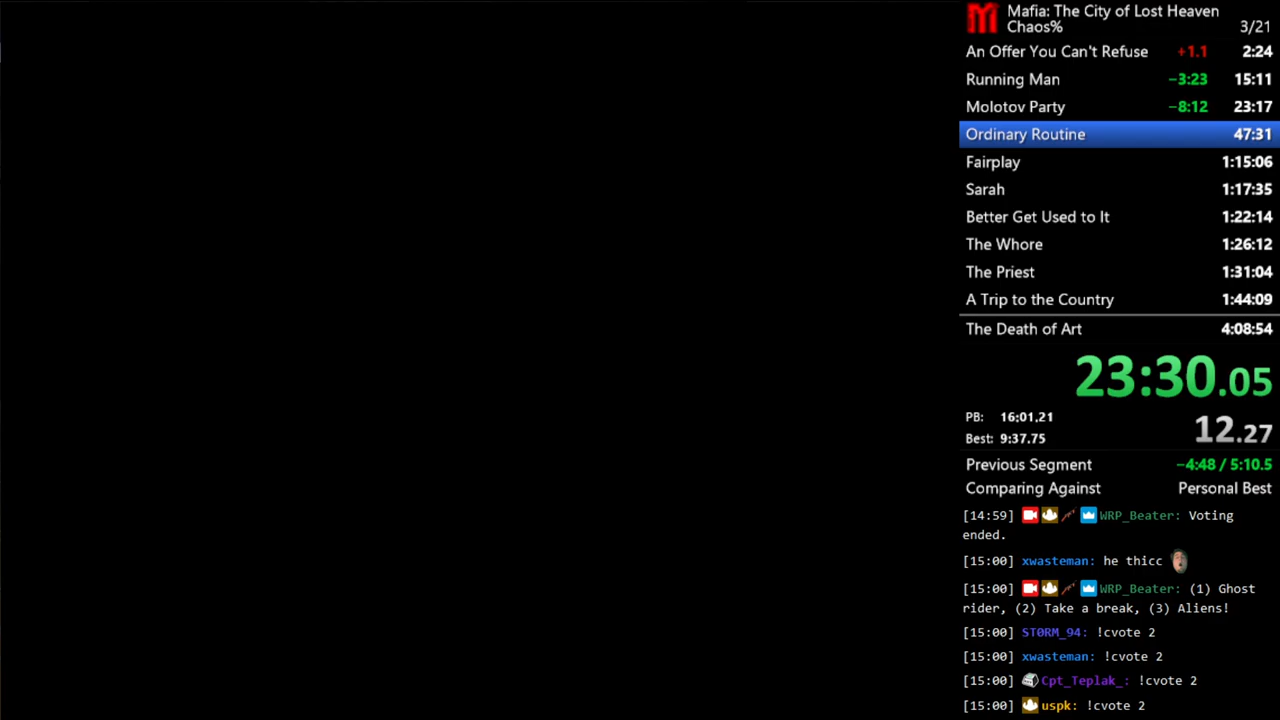 Mafia: The City of Lost Heaven
Chaos% 3/21
An Offer You Can't Refuse +1.1 2:24
Running Man −3:23 15:11
Molotov Party −8:12 23:17
Ordinary Routine 47:31
Fairplay 1:15:06
Sarah 1:17:35
Better Get Used to It 1:22:14
The Whore 1:26:12
The Priest 1:31:04
A Trip to the Country 1:44:09
The Death of Art 4:08:54
23:30.05
PB: 16:01,21
12.27
Best: 9:37.75
Previous Segment −4:48 / 5:10.5
Comparing Against Personal Best
[14:59] WRP_Beater: Voting
ended.
[15:00] xwasteman: he thicc
[15:00] WRP_Beater: (1) Ghost
rider, (2) Take a break, (3) Aliens!
[15:00] ST0RM_94: !cvote 2
[15:00] xwasteman: !cvote 2
[15:00] Cpt_Teplak_: !cvote 2
[15:00] uspk: !cvote 2